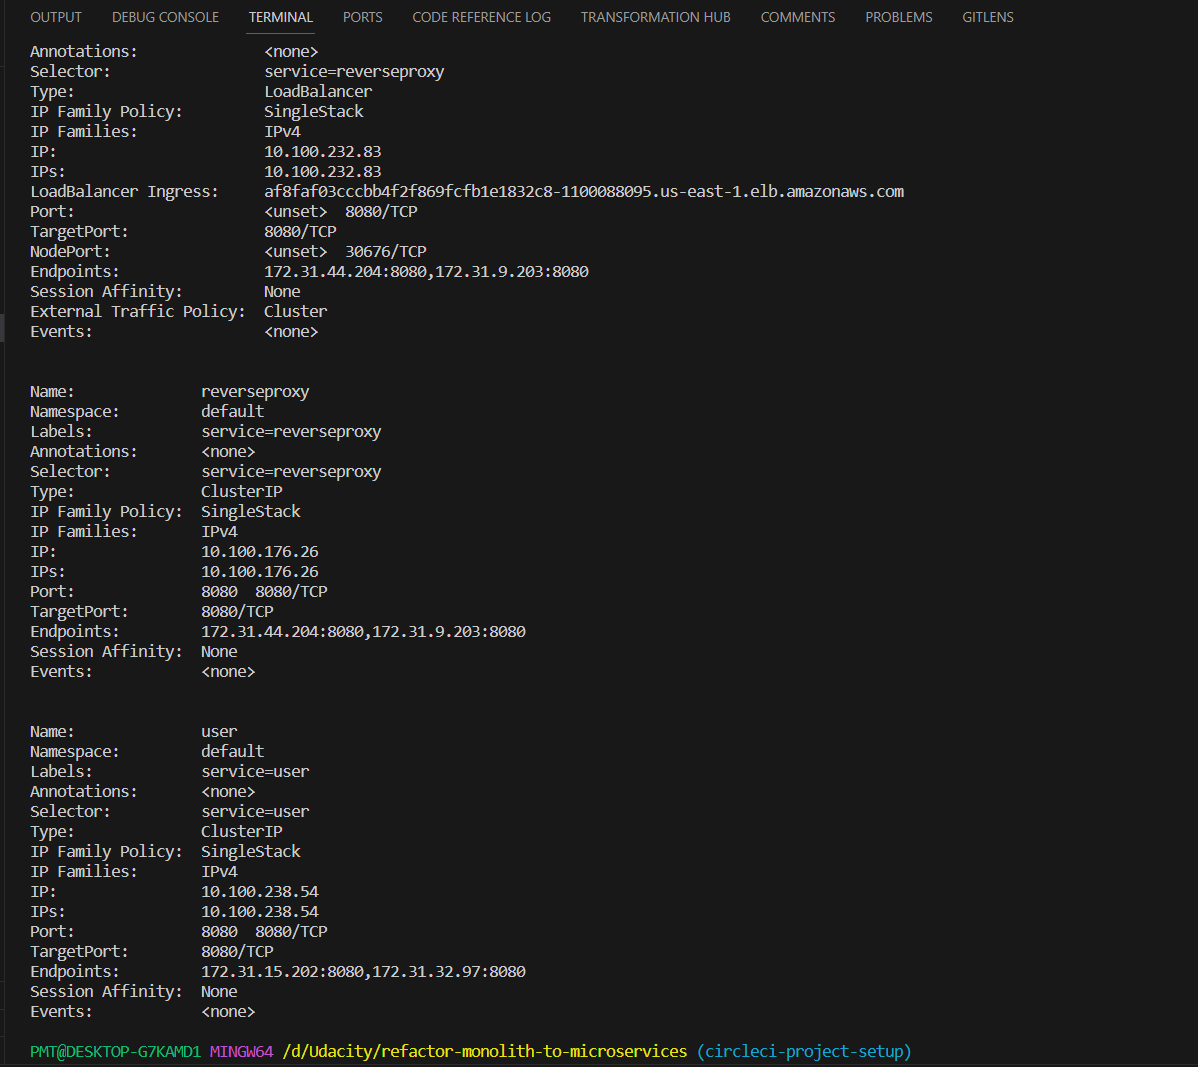 OUTPUT DEBUG CONSOLE TERMINAL PORTS CODE REFERENCE LOG TRANSFORMATION HUB COMMENTS PROBLEMS GITLENS
Annotations: <none>
Selector: service=reverseproxy
Type: LoadBalancer
IP Family Policy: SingleStack
IP Families: IPv4
IP: 10.100.232.83
IPs: 10.100.232.83
LoadBalancer Ingress: af8faf03cccbb4f2f869fcfb1e1832c8-1100088095.us-east-1.elb.amazonaws.com
Port: <unset> 8080/TCP
TargetPort: 8080/TCP
NodePort: <unset> 30676/TCP
Endpoints: 172.31.44.204:8080,172.31.9.203:8080
Session Affinity: None
External Traffic Policy: Cluster
Events: <none>
Name: reverseproxy
Namespace: default
Labels: service=reverseproxy
Annotations: <none>
Selector: service=reverseproxy
Type: ClusterIP
IP Family Policy: SingleStack
IP Families: IPv4
IP: 10.100.176.26
IPs: 10.100.176.26
Port: 8080 8080/TCP
TargetPort: 8080/TCP
Endpoints: 172.31.44.204:8080,172.31.9.203:8080
Session Affinity: None
Events: <none>
Name: user
Namespace: default
Labels: service=user
Annotations: <none>
Selector: service=user
Type: ClusterIP
IP Family Policy: SingleStack
IP Families: IPv4
IP: 10.100.238.54
IPs: 10.100.238.54
Port: 8080 8080/TCP
TargetPort: 8080/TCP
Endpoints: 172.31.15.202:8080,172.31.32.97:8080
Session Affinity: None
Events: <none>
PMT@DESKTOP-G7KAMD1 MINGW64 /d/Udacity/refactor-monolith-to-microservices (circleci-project-setup)